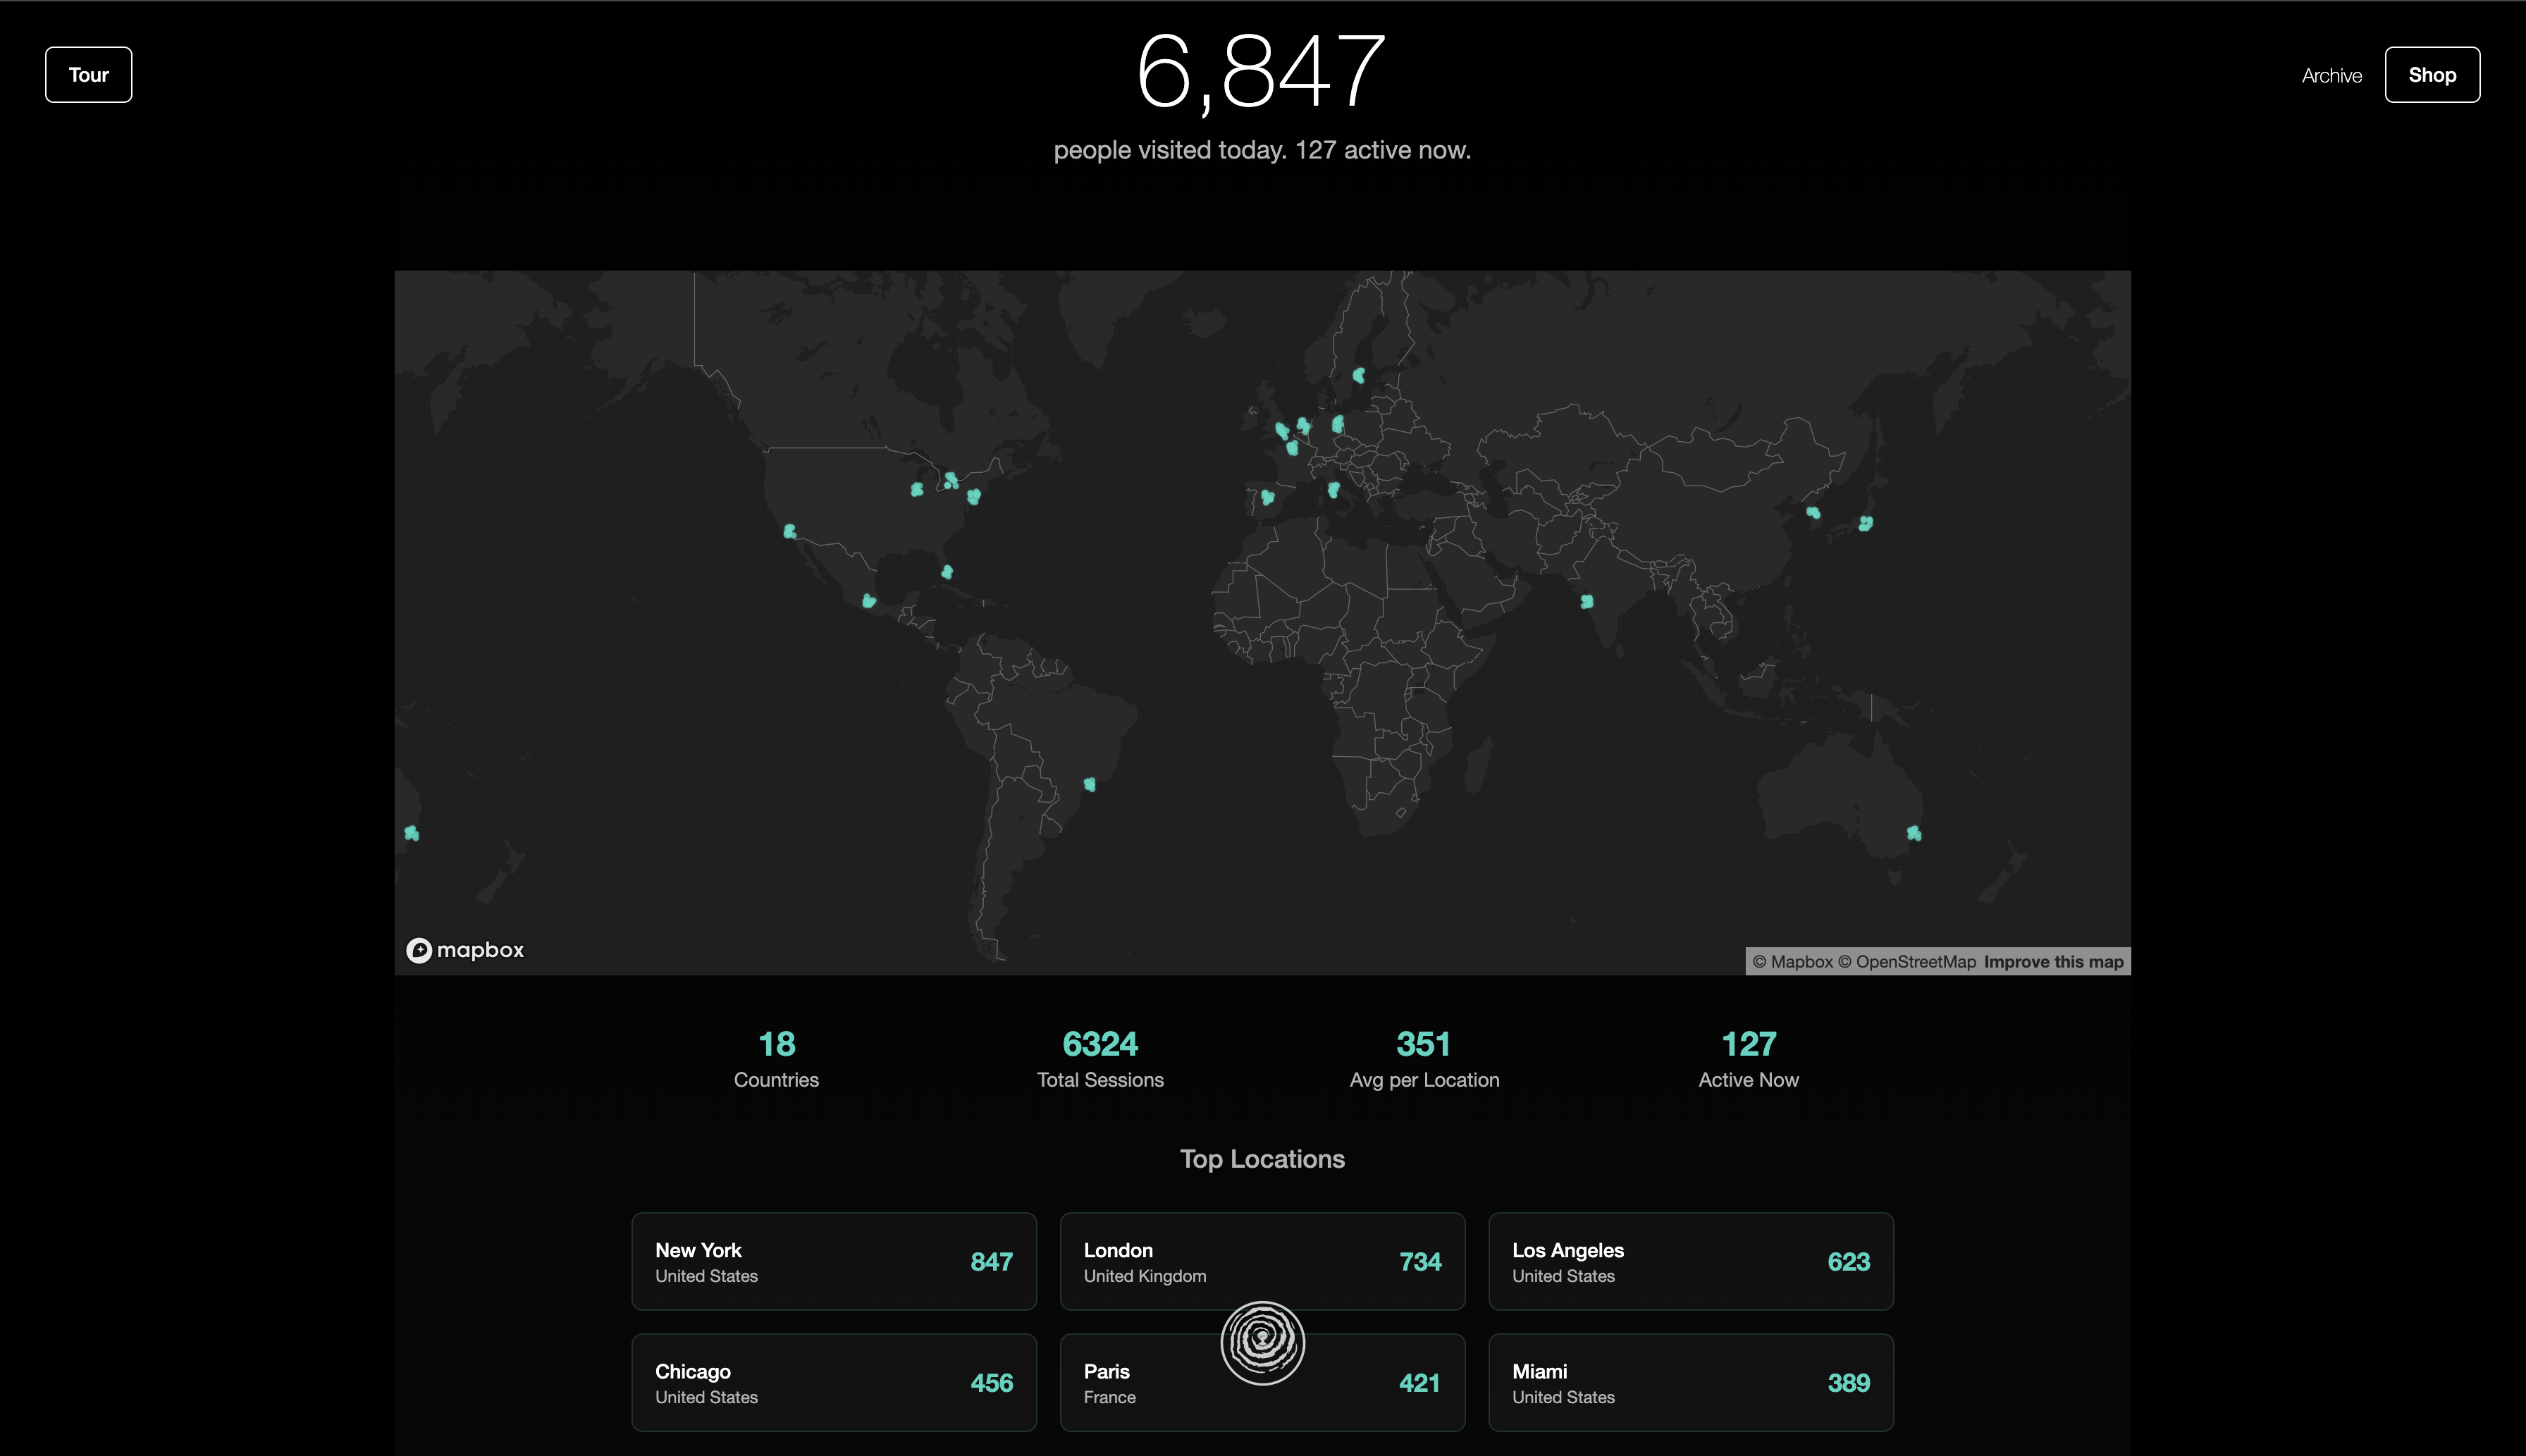 Tour
6,847
Archive
Shop
people visited today. 127 active now.
mapbox
© Mapbox © OpenStreetMap Improve this map
18
Countries
6324
Total Sessions
351
Avg per Location
127
Active Now
Top Locations
New York
United States
847
London
United Kingdom
734
Los Angeles
United States
623
Chicago
United States
456
Paris
France
421
Miami
United States
389